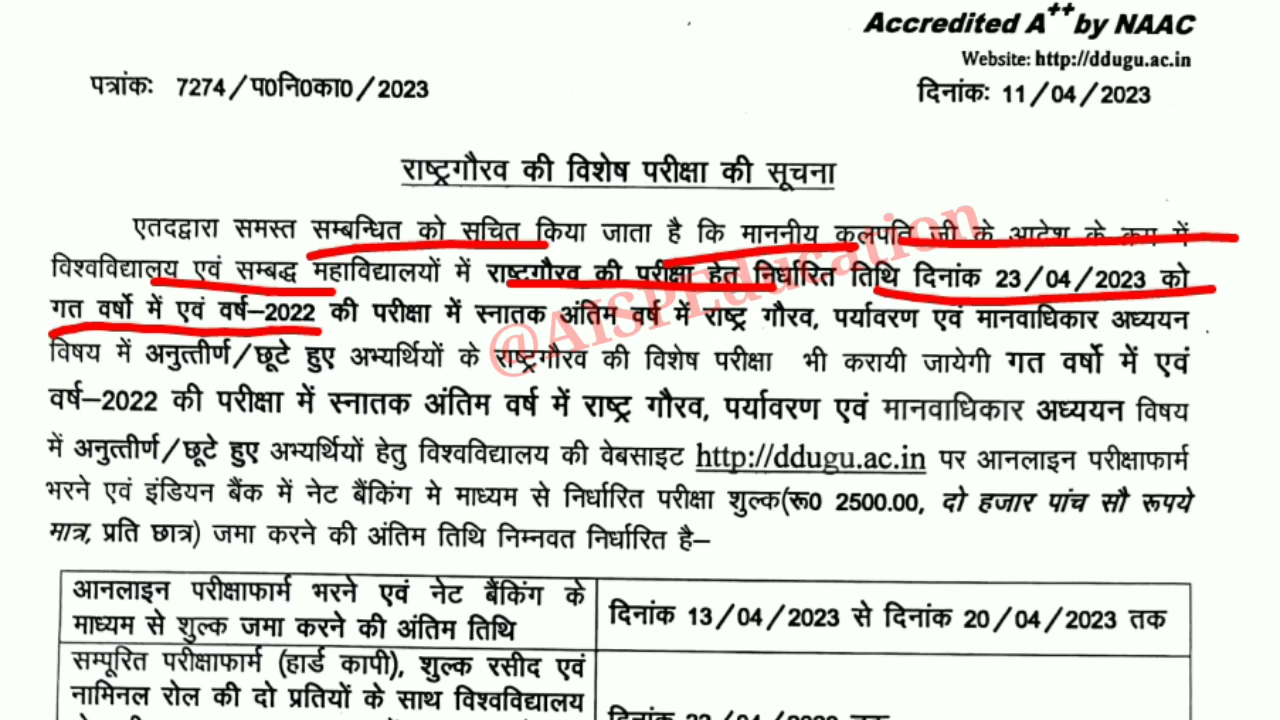 Accredited A++ by NAAC
Website: http://ddugu.ac.in
पत्रांकः 7274/प0नि0का0/2023
दिनांकः 11/04/2023
राष्ट्रगौरव की विशेष परीक्षा की सूचना
एतदद्वारा समस्त सम्बन्धित को सूचित किया जाता है कि माननीय कुलपति जी के आदेश के क्रम में
विश्वविद्यालय एवं सम्बद्ध महाविद्यालयों में राष्ट्रगौरव की परीक्षा हेतु निर्धारित तिथि दिनांक 23/04/2023 को
गत वर्षो में एवं वर्ष–2022 की परीक्षा में स्नातक अंतिम वर्ष में राष्ट्र गौरव, पर्यावरण एवं मानवाधिकार अध्ययन
विषय में अनुत्तीर्ण/छूटे हुए अभ्यर्थियों के राष्ट्रगौरव की विशेष परीक्षा भी करायी जायेगी गत वर्षो में एवं
वर्ष–2022 की परीक्षा में स्नातक अंतिम वर्ष में राष्ट्र गौरव, पर्यावरण एवं मानवाधिकार अध्ययन विषय
में अनुत्तीर्ण/छूटे हुए अभ्यर्थियों हेतु विश्वविद्यालय की वेबसाइट http://ddugu.ac.in पर आनलाइन परीक्षाफार्म
भरने एवं इंडियन बैंक में नेट बैंकिंग मे माध्यम से निर्धारित परीक्षा शुल्क(रू0 2500.00, दो हजार पांच सौ रूपये
मात्र, प्रति छात्र) जमा करने की अंतिम तिथि निम्नवत निर्धारित है–
आनलाइन परीक्षाफार्म भरने एवं नेट बैंकिंग के
माध्यम से शुल्क जमा करने की अंतिम तिथि
दिनांक 13/04/2023 से दिनांक 20/04/2023 तक
सम्पूरित परीक्षाफार्म (हार्ड कापी), शुल्क रसीद एवं
नामिनल रोल की दो प्रतियों के साथ विश्वविद्यालय
@AISPEducation